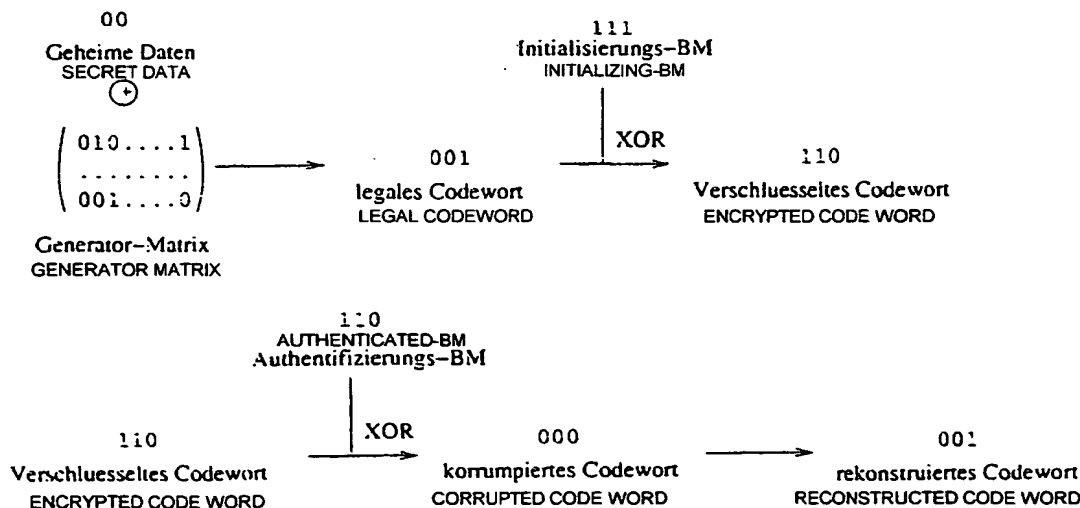 00
Geheime Daten
SECRET DATA
+
010....1
........
001....0
Generator-Matrix
GENERATOR MATRIX
001
legales Codewort
LEGAL CODEWORD
111
Initialisierungs-BM
INITIALIZING-BM
XOR
110
Verschluesseltes Codewort
ENCRYPTED CODE WORD
110
AUTHENTICATED-BM
Authentifizierungs-BM
XOR
110
Verschluesseltes Codewort
ENCRYPTED CODE WORD
000
korrumpiertes Codewort
CORRUPTED CODE WORD
001
rekonstruiertes Codewort
RECONSTRUCTED CODE WORD